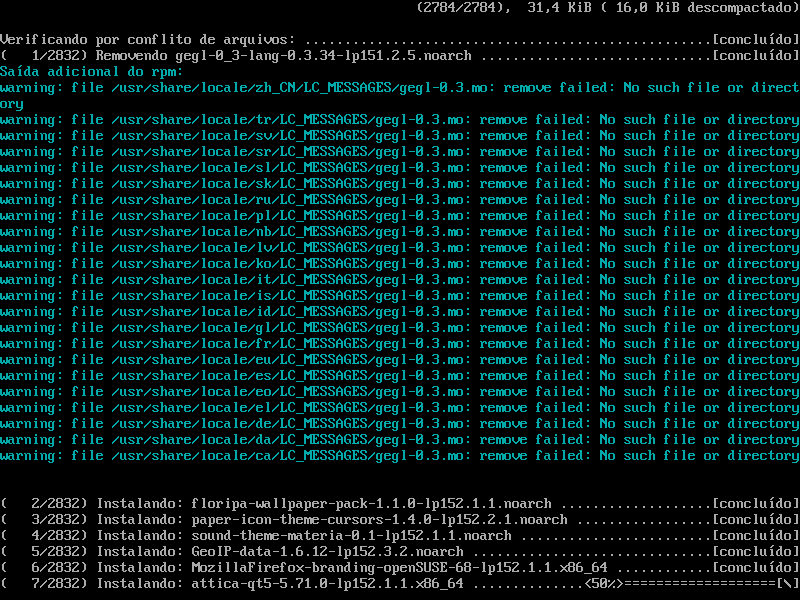 (2784/2784),  31,4 KiB ( 16,0 KiB descompactado)
Verificando por conflito de arquivos: ...................................................[concluído]
(   1/2832) Removendo gegl-0_3-lang-0.3.34-lp151.2.5.noarch ..............................[concluído]
Saída adicional do rpm:
warning: file /usr/share/locale/zh_CN/LC_MESSAGES/gegl-0.3.mo: remove failed: No such file or direct
ory
warning: file /usr/share/locale/tr/LC_MESSAGES/gegl-0.3.mo: remove failed: No such file or directory
warning: file /usr/share/locale/sv/LC_MESSAGES/gegl-0.3.mo: remove failed: No such file or directory
warning: file /usr/share/locale/sr/LC_MESSAGES/gegl-0.3.mo: remove failed: No such file or directory
warning: file /usr/share/locale/sl/LC_MESSAGES/gegl-0.3.mo: remove failed: No such file or directory
warning: file /usr/share/locale/sk/LC_MESSAGES/gegl-0.3.mo: remove failed: No such file or directory
warning: file /usr/share/locale/ru/LC_MESSAGES/gegl-0.3.mo: remove failed: No such file or directory
warning: file /usr/share/locale/pl/LC_MESSAGES/gegl-0.3.mo: remove failed: No such file or directory
warning: file /usr/share/locale/nb/LC_MESSAGES/gegl-0.3.mo: remove failed: No such file or directory
warning: file /usr/share/locale/lv/LC_MESSAGES/gegl-0.3.mo: remove failed: No such file or directory
warning: file /usr/share/locale/ko/LC_MESSAGES/gegl-0.3.mo: remove failed: No such file or directory
warning: file /usr/share/locale/it/LC_MESSAGES/gegl-0.3.mo: remove failed: No such file or directory
warning: file /usr/share/locale/is/LC_MESSAGES/gegl-0.3.mo: remove failed: No such file or directory
warning: file /usr/share/locale/id/LC_MESSAGES/gegl-0.3.mo: remove failed: No such file or directory
warning: file /usr/share/locale/gl/LC_MESSAGES/gegl-0.3.mo: remove failed: No such file or directory
warning: file /usr/share/locale/fr/LC_MESSAGES/gegl-0.3.mo: remove failed: No such file or directory
warning: file /usr/share/locale/eu/LC_MESSAGES/gegl-0.3.mo: remove failed: No such file or directory
warning: file /usr/share/locale/es/LC_MESSAGES/gegl-0.3.mo: remove failed: No such file or directory
warning: file /usr/share/locale/eo/LC_MESSAGES/gegl-0.3.mo: remove failed: No such file or directory
warning: file /usr/share/locale/el/LC_MESSAGES/gegl-0.3.mo: remove failed: No such file or directory
warning: file /usr/share/locale/de/LC_MESSAGES/gegl-0.3.mo: remove failed: No such file or directory
warning: file /usr/share/locale/da/LC_MESSAGES/gegl-0.3.mo: remove failed: No such file or directory
warning: file /usr/share/locale/ca/LC_MESSAGES/gegl-0.3.mo: remove failed: No such file or directory
(   2/2832) Instalando: floripa-wallpaper-pack-1.1.0-lp152.1.1.noarch ....................[concluído]
(   3/2832) Instalando: paper-icon-theme-cursors-1.4.0-lp152.2.1.noarch ..................[concluído]
(   4/2832) Instalando: sound-theme-materia-0.1-lp152.1.1.noarch .........................[concluído]
(   5/2832) Instalando: GeoIP-data-1.6.12-lp152.3.2.noarch ...............................[concluído]
(   6/2832) Instalando: MozillaFirefox-branding-openSUSE-68-lp152.1.1.x86_64 .............[concluído]
(   7/2832) Instalando: attica-qt5-5.71.0-lp152.1.1.x86_64 ..............<50%>===================[\]